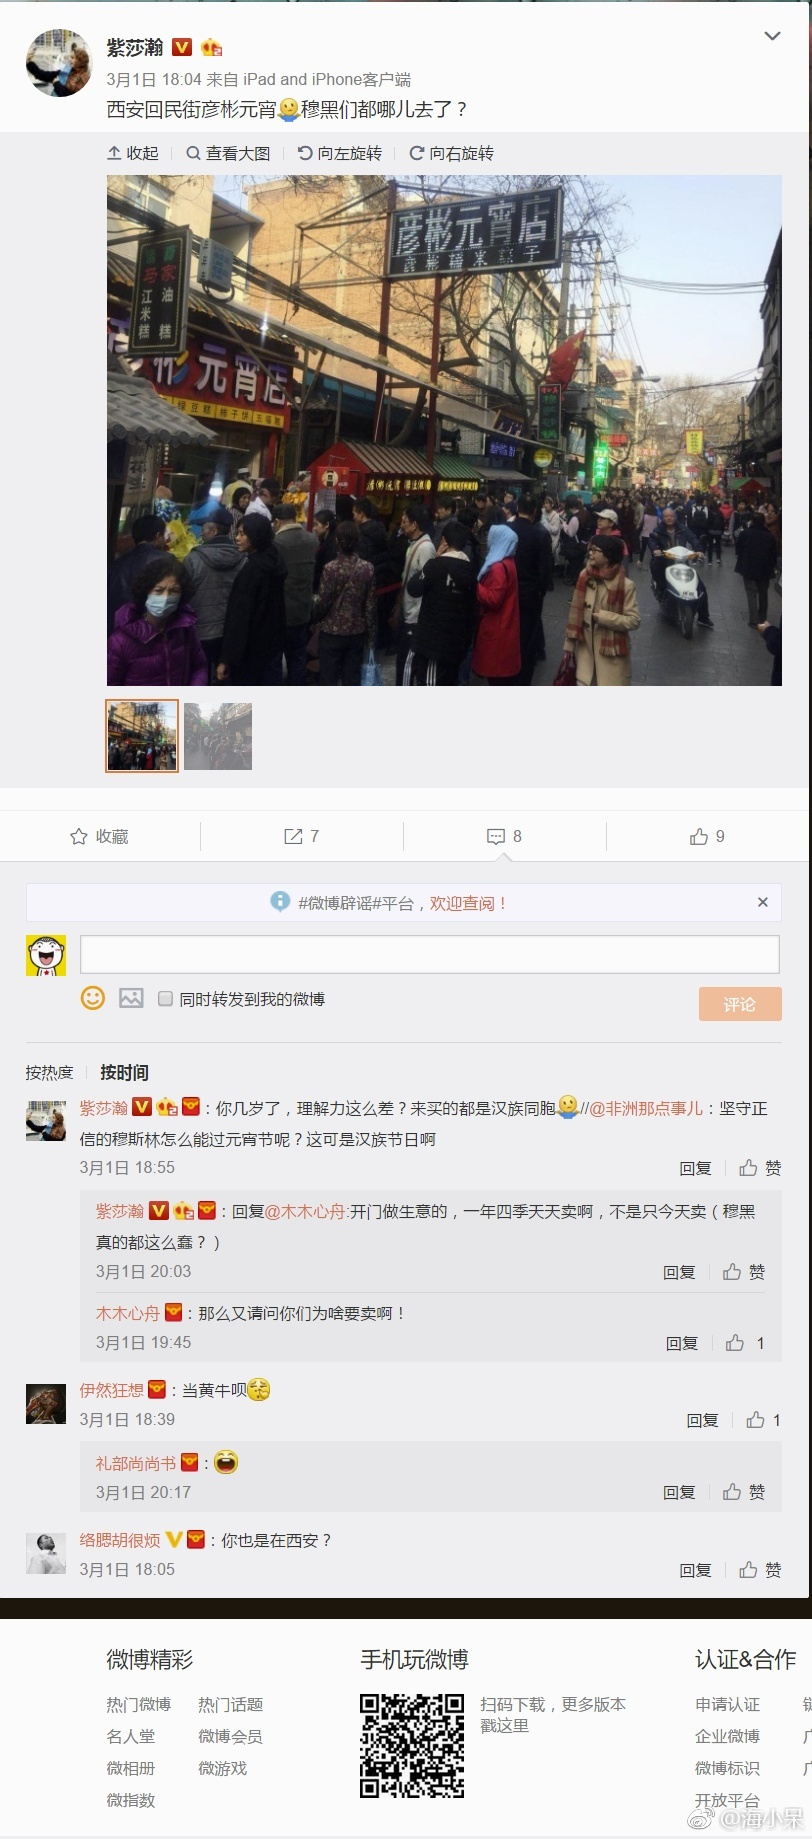 紫莎瀚
3月1日 18:04 来自 iPad and iPhone客户端
西安回民街彦彬元宵穆黑们都哪儿去了？
收起 查看大图 向左旋转 向右旋转
彦彬元宵店
彦彬糯米粽子
马家
江米糕
油糕
彬元宵店
绿豆糕 柿子饼
收藏 7 8 9
#微博辟谣#平台，欢迎查阅！ ×
同时转发到我的微博
评论
按热度 按时间
紫莎瀚：你几岁了，理解力这么差？来买的都是汉族同胞//@非洲那点事儿：坚守正
信的穆斯林怎么能过元宵节呢？这可是汉族节日啊
3月1日 18:55 回复 赞
紫莎瀚：回复@木木心舟:开门做生意的，一年四季天天卖啊，不是只今天卖（穆黑
真的都这么蠢？）
3月1日 20:03 回复 赞
木木心舟：那么又请问你们为啥要卖啊！
3月1日 19:45 回复 1
伊然狂想：当黄牛呗
3月1日 18:39 回复 1
礼部尚尚书：
3月1日 20:17 回复 赞
络腮胡很烦：你也是在西安？
3月1日 18:05 回复 赞
微博精彩 手机玩微博 认证&合作
热门微博 热门话题 扫码下载，更多版本 申请认证
名人堂 微博会员 戳这里 企业微博
微相册 微游戏 微博标识
微指数 开放平台
@海小呆